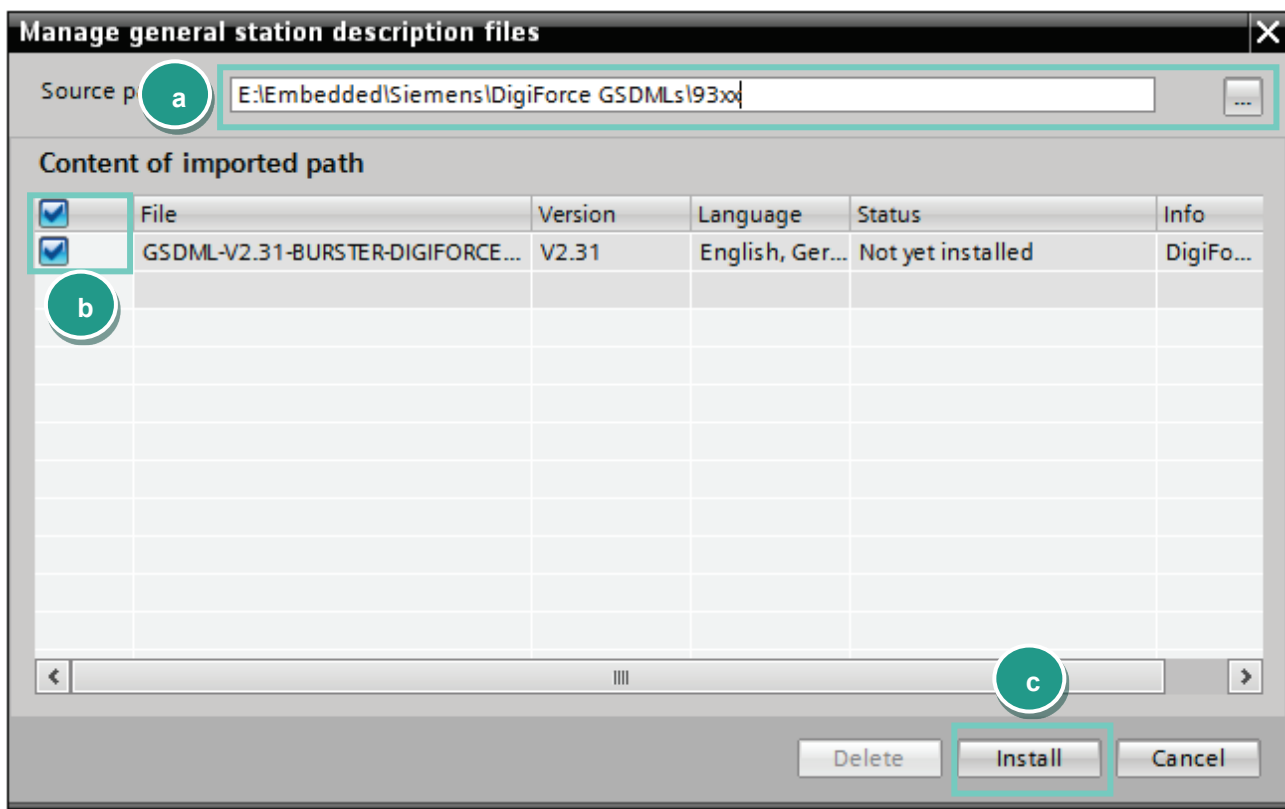 Manage general station description files
Source p
a
E:\Embedded\Siemens\DigiForce GSDMLs\93xx
...
Content of imported path
File Version Language Status Info
GSDML-V2.31-BURSTER-DIGIFORCE... V2.31 English, Ger... Not yet installed DigiFo...
b
c
Delete Install Cancel